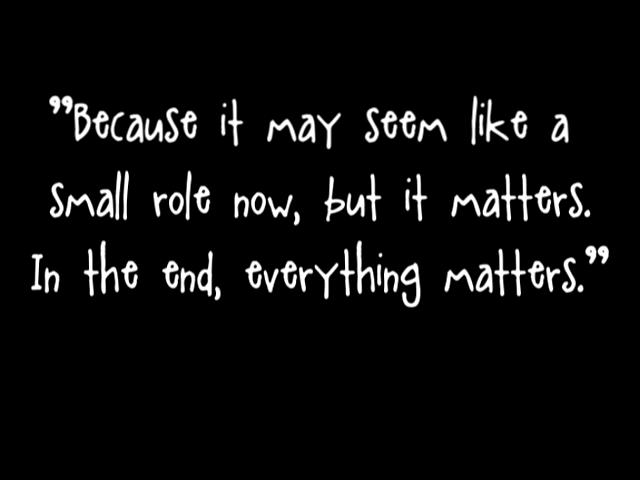 ”Because it may seem like a
small role now, but it matters.
In the end, everything matters.”